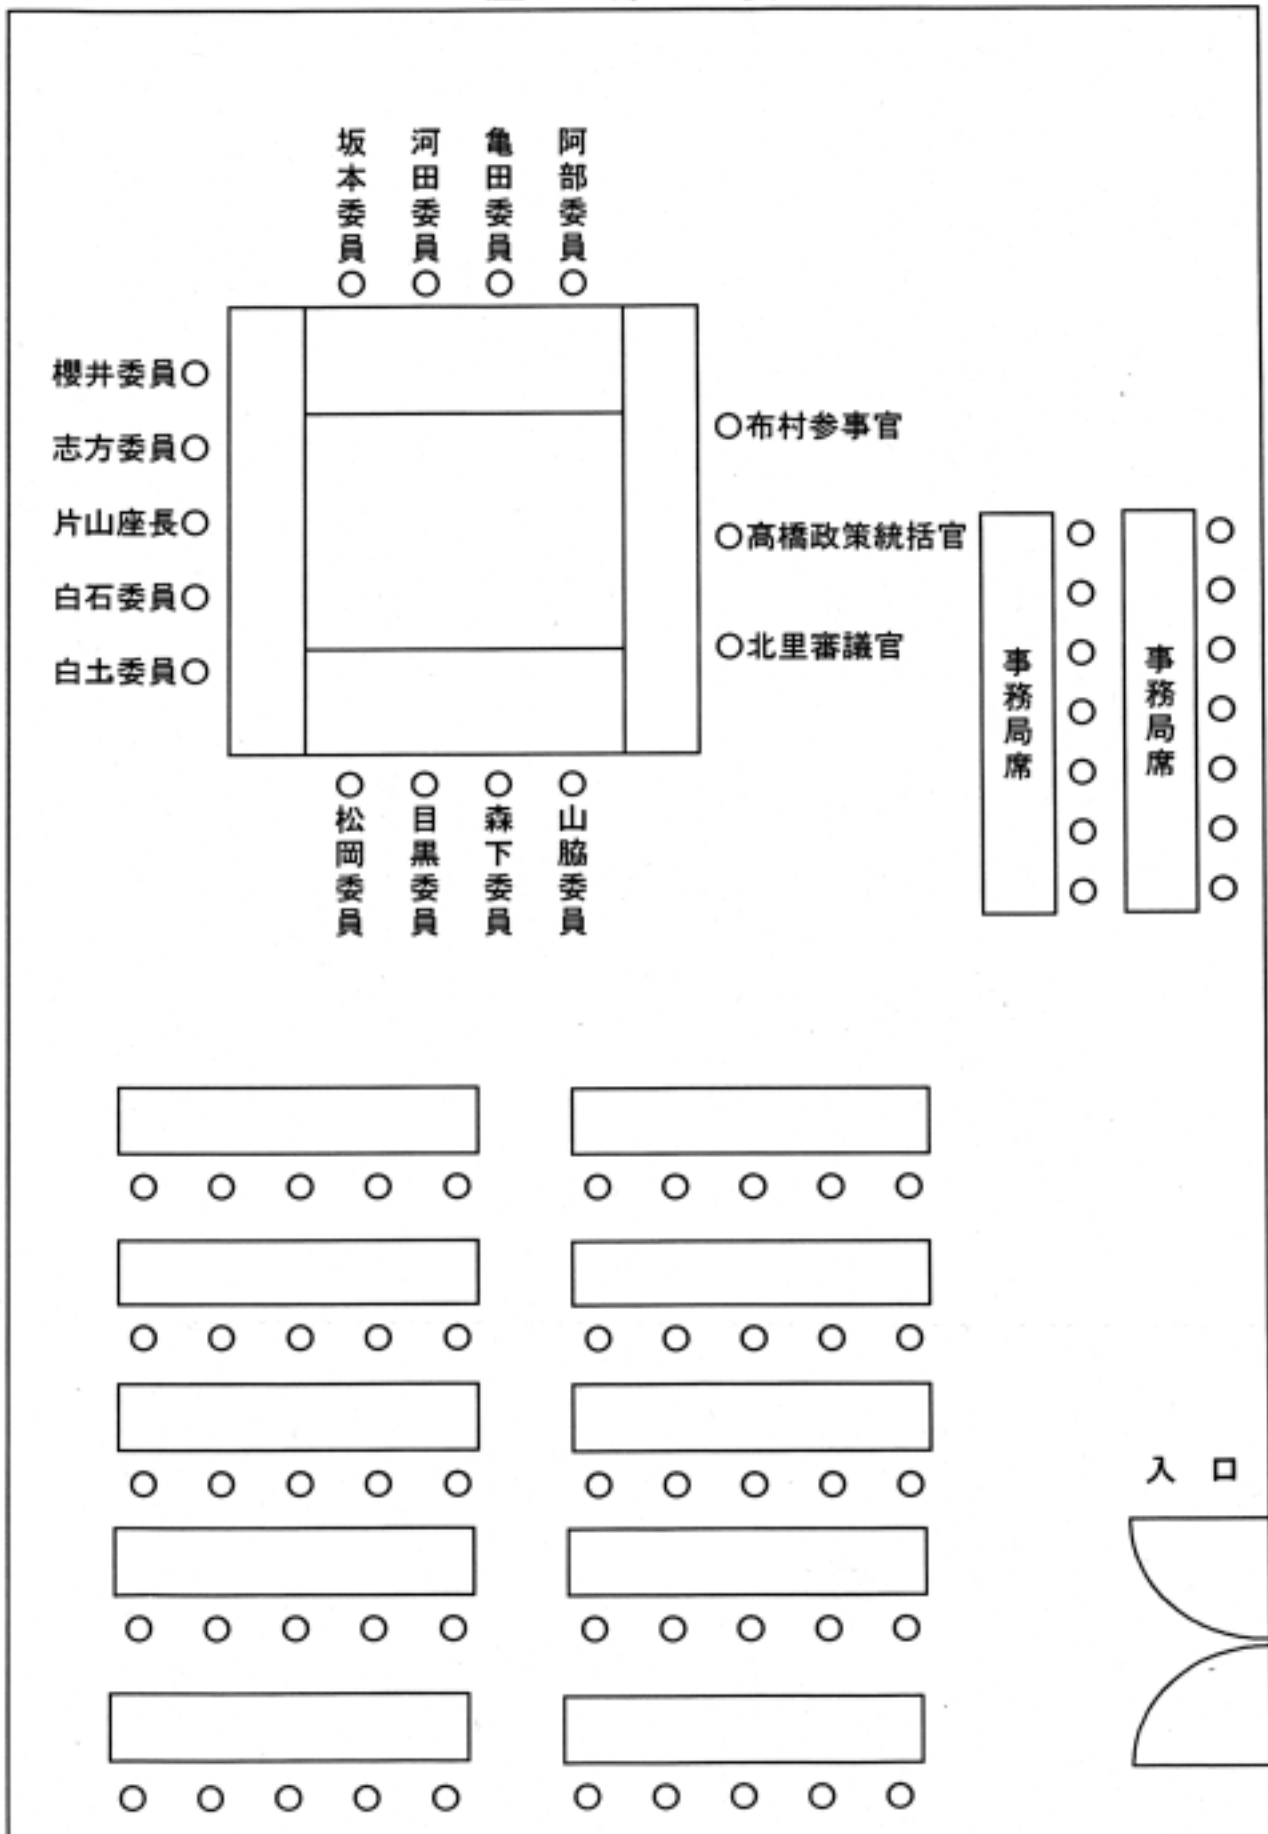 坂本委員
河田委員
亀田委員
阿部委員
櫻井委員
志方委員
片山座長
白石委員
白土委員
布村参事官
髙橋政策統括官
北里審議官
松岡委員
目黒委員
森下委員
山脇委員
事務局席
事務局席
入口